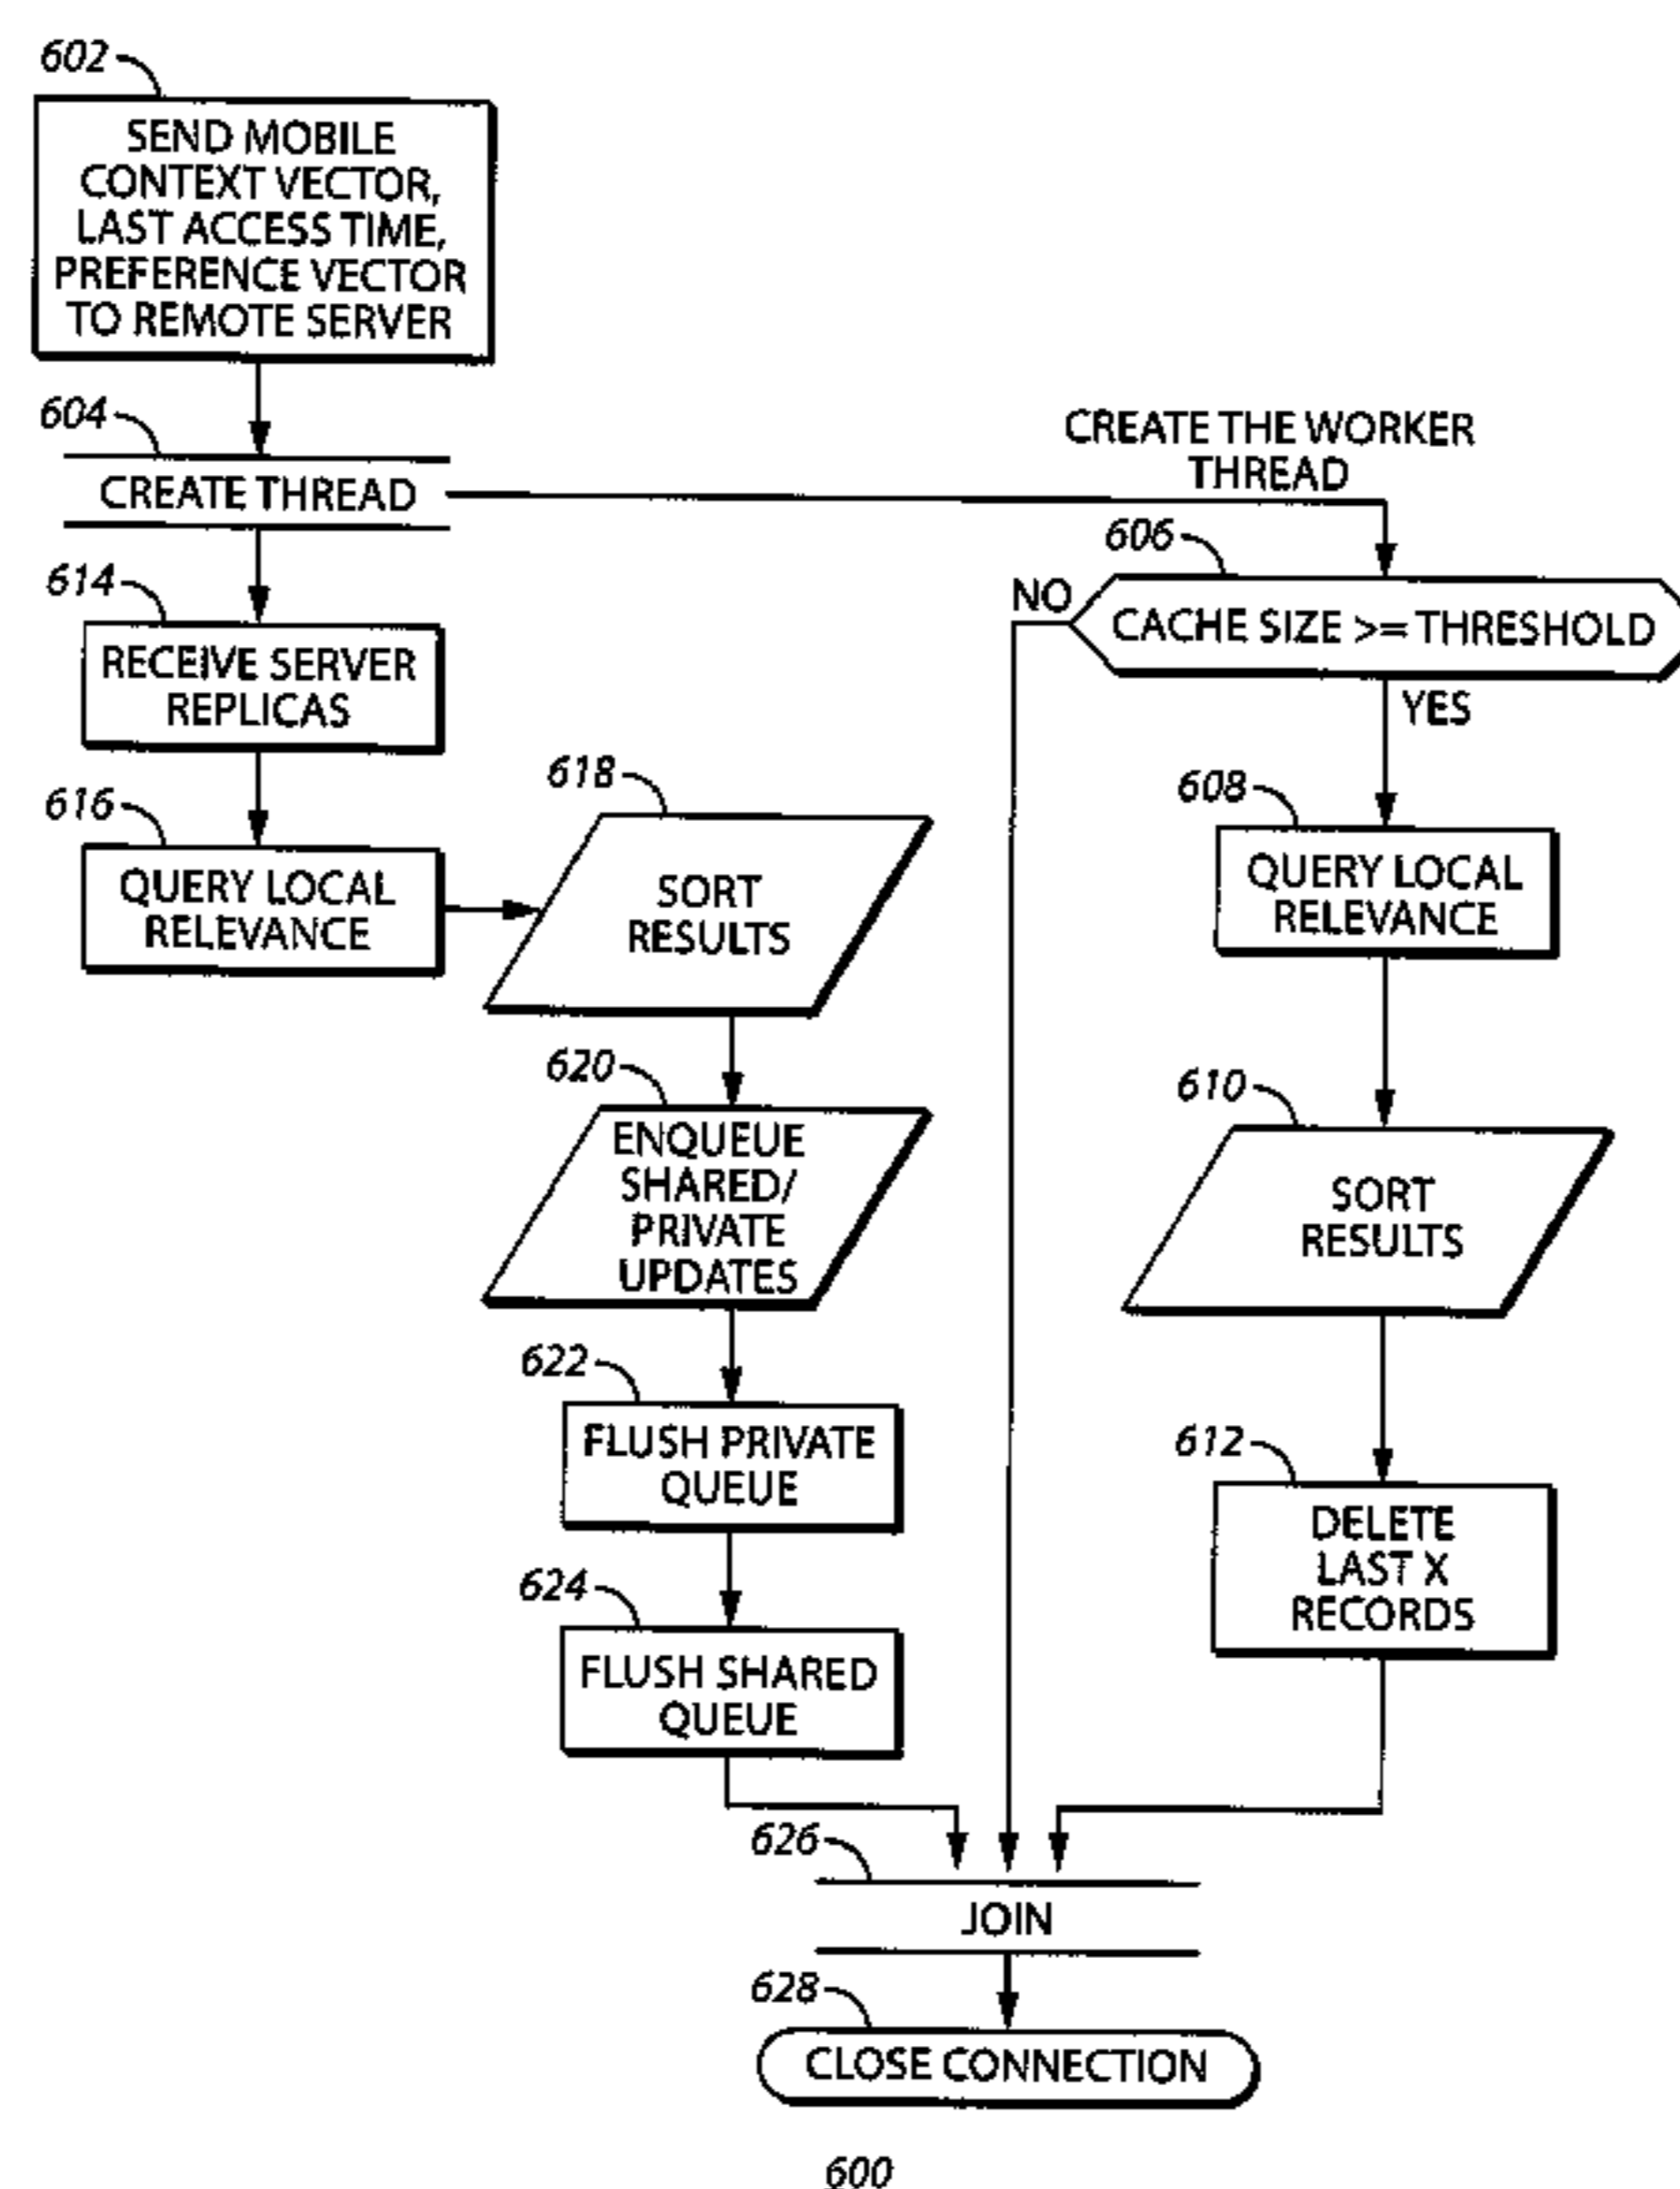 602
SEND MOBILE
CONTEXT VECTOR,
LAST ACCESS TIME,
PREFERENCE VECTOR
TO REMOTE SERVER
604
CREATE THREAD
CREATE THE WORKER
THREAD
606
NO
CACHE SIZE >= THRESHOLD
YES
614
RECEIVE SERVER
REPLICAS
616
QUERY LOCAL
RELEVANCE
618
SORT
RESULTS
608
QUERY LOCAL
RELEVANCE
620
ENQUEUE
SHARED/
PRIVATE
UPDATES
610
SORT
RESULTS
622
FLUSH PRIVATE
QUEUE
612
DELETE
LAST X
RECORDS
624
FLUSH SHARED
QUEUE
626
JOIN
628
CLOSE CONNECTION
600